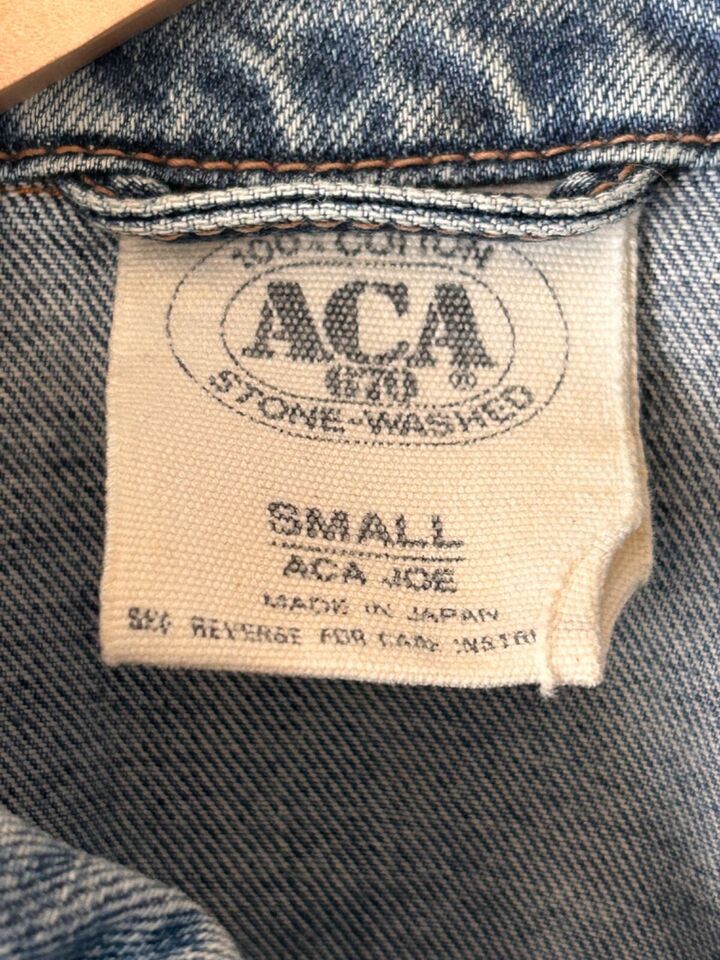 100% COTTON
ACA
670 ®
STONE-WASHED
SMALL
ACA JOE
MADE IN JAPAN
SEE REVERSE FOR CARE INSTR